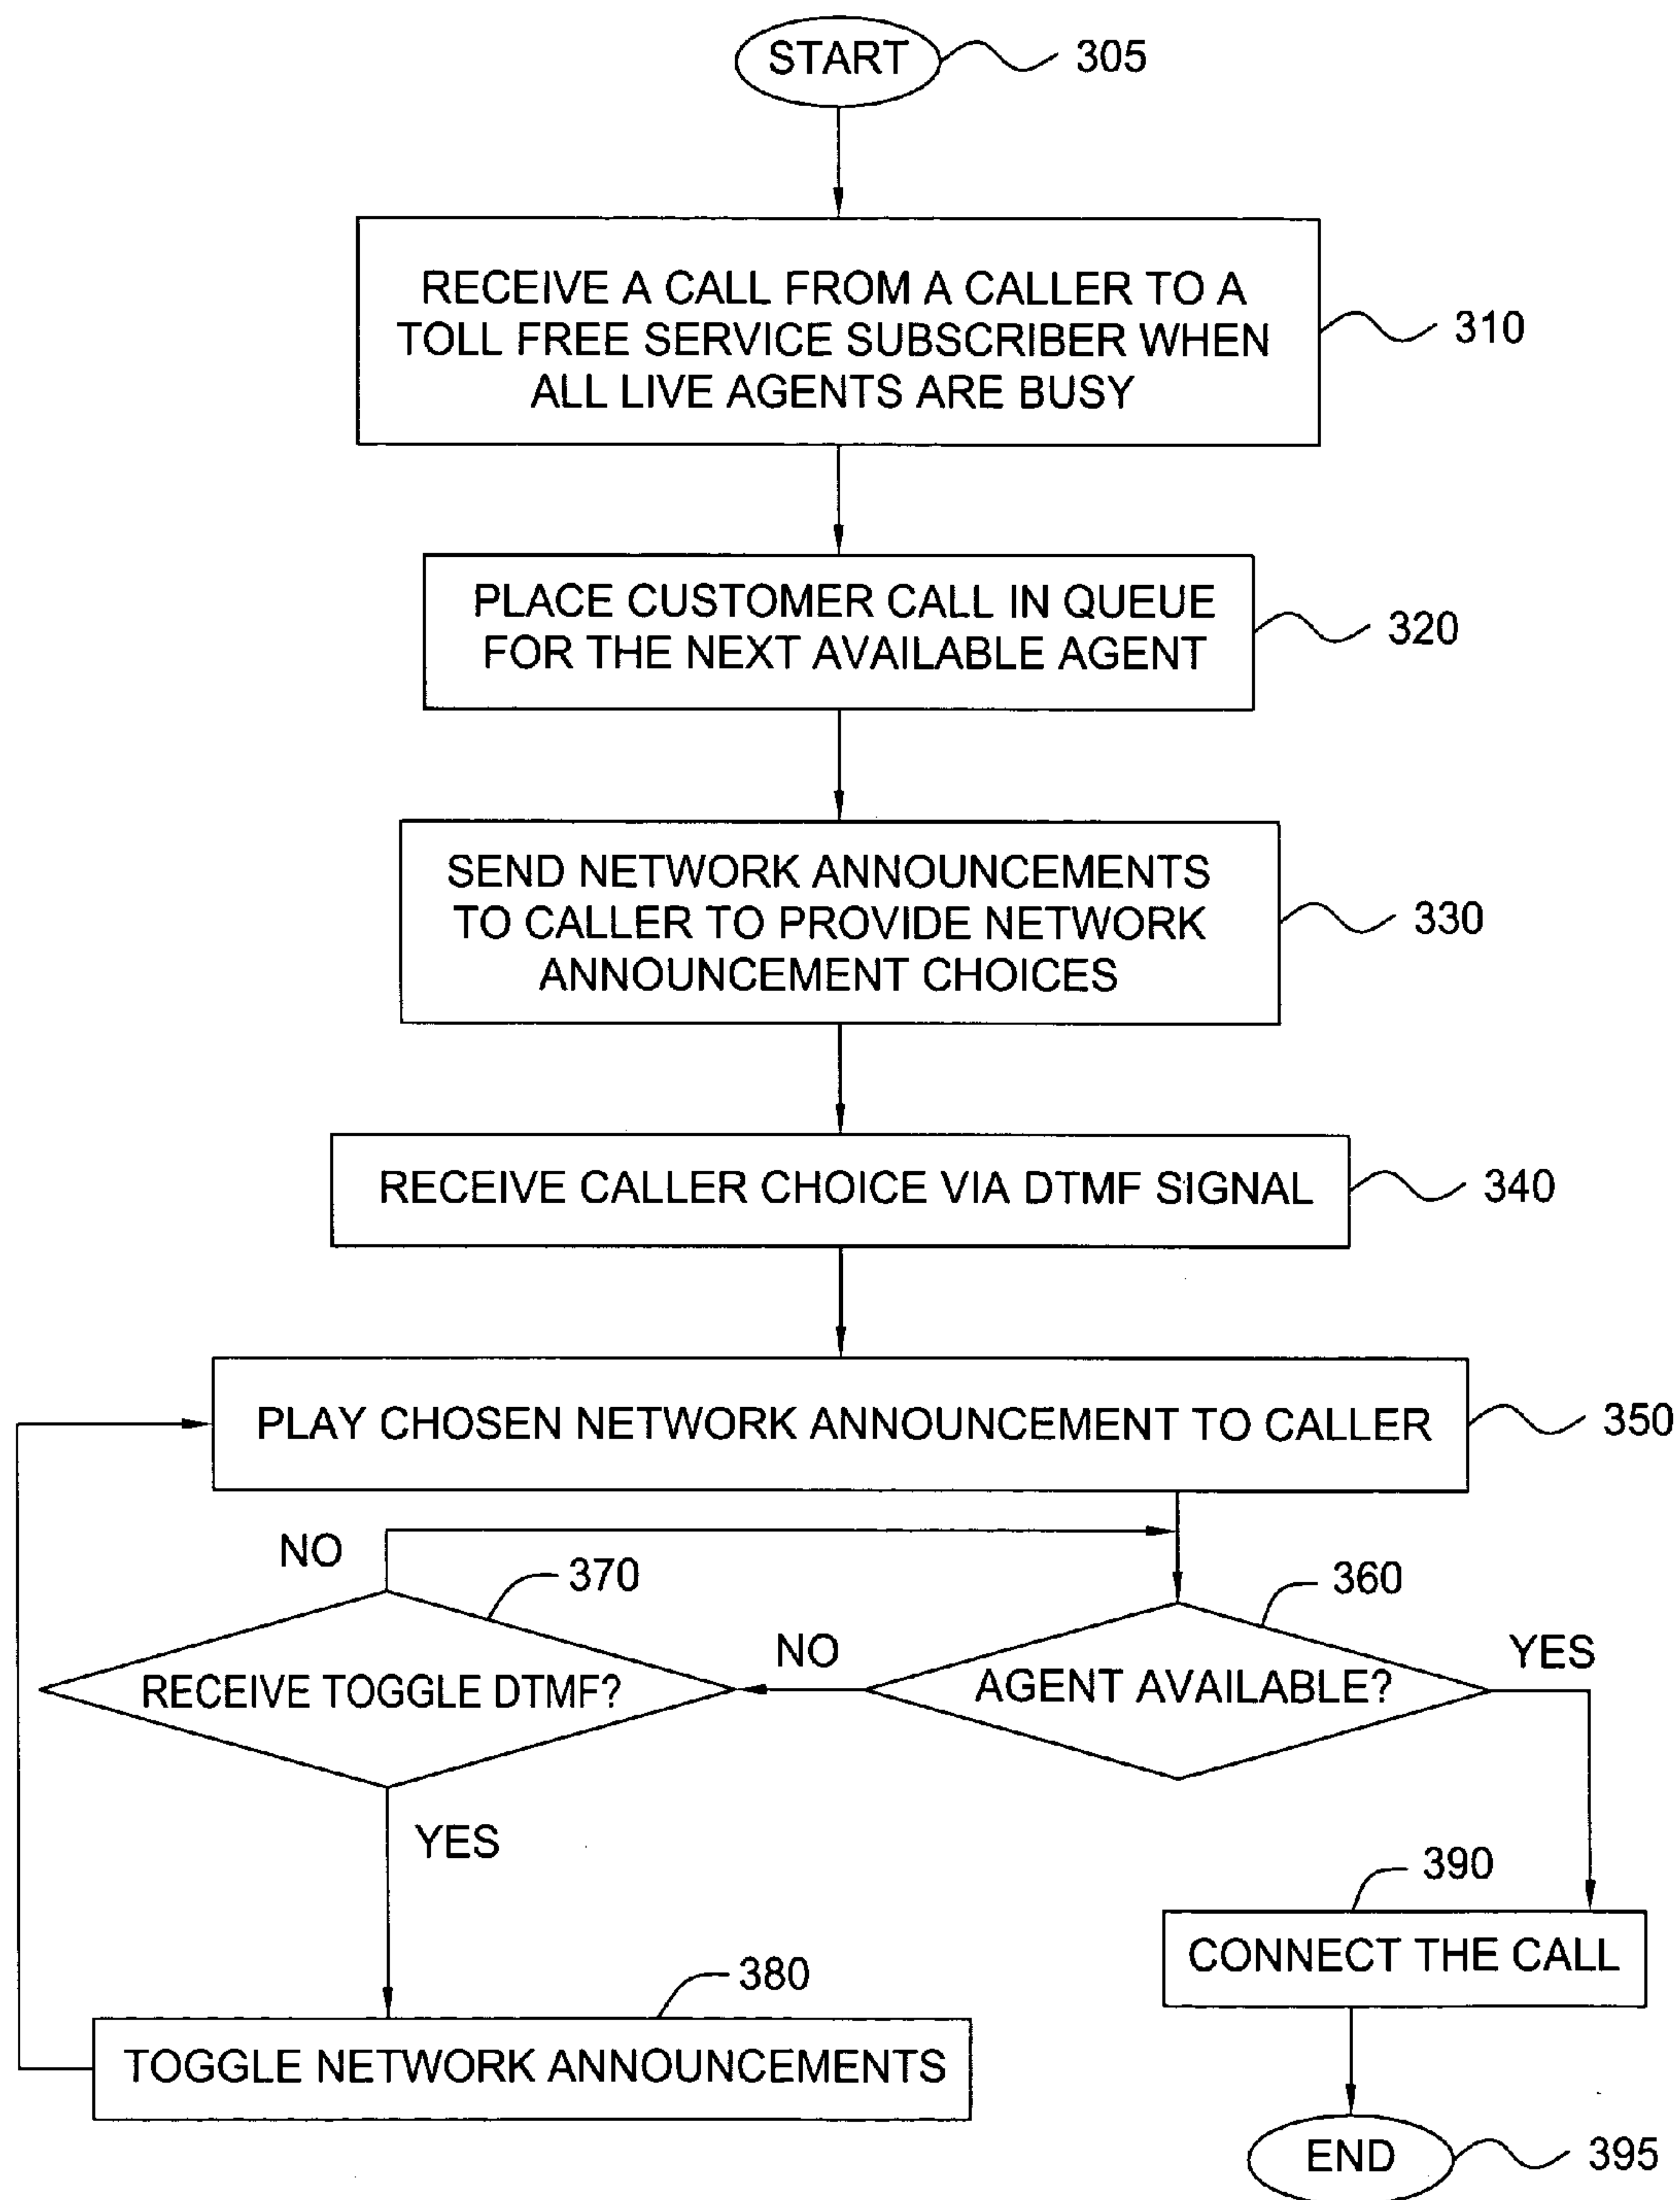 START
305
RECEIVE A CALL FROM A CALLER TO A
TOLL FREE SERVICE SUBSCRIBER WHEN
ALL LIVE AGENTS ARE BUSY
310
PLACE CUSTOMER CALL IN QUEUE
FOR THE NEXT AVAILABLE AGENT
320
SEND NETWORK ANNOUNCEMENTS
TO CALLER TO PROVIDE NETWORK
ANNOUNCEMENT CHOICES
330
RECEIVE CALLER CHOICE VIA DTMF SIGNAL
340
PLAY CHOSEN NETWORK ANNOUNCEMENT TO CALLER
350
NO
370
360
RECEIVE TOGGLE DTMF?
NO
AGENT AVAILABLE?
YES
YES
390
CONNECT THE CALL
380
TOGGLE NETWORK ANNOUNCEMENTS
END
395